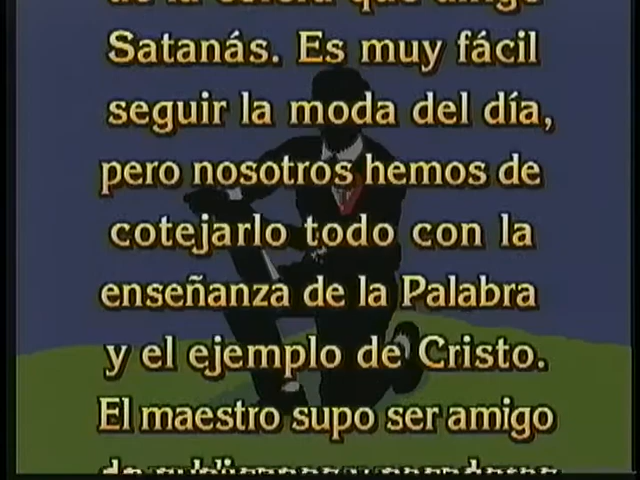 Satanás. Es muy fácil
seguir la moda del día,
pero nosotros hemos de
cotejarlo todo con la
enseñanza de la Palabra
y el ejemplo de Cristo.
El maestro supo ser amigo